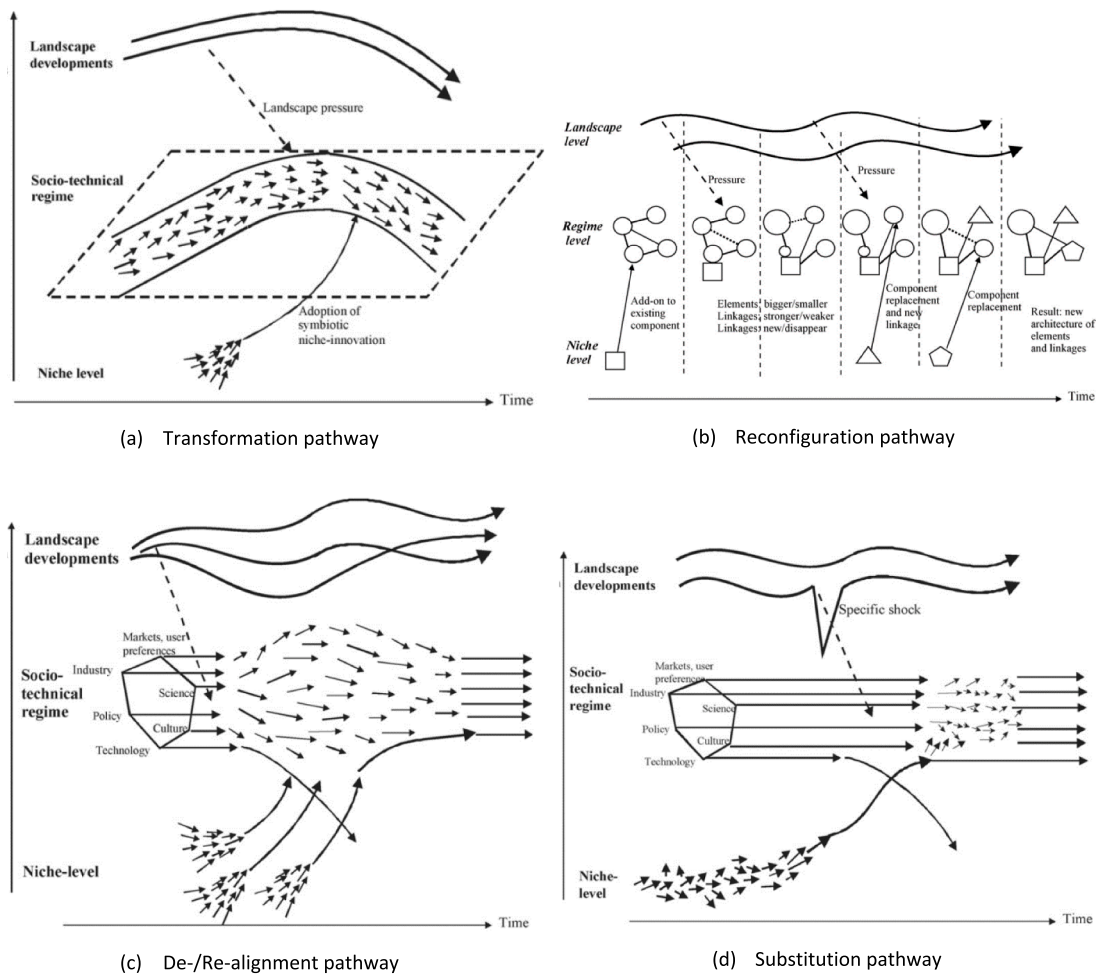 Landscape
developments
Landscape pressure
Socio-technical
regime
Adoption of
symbiotic
niche-innovation
Niche level
Time
(a) Transformation pathway
Landscape
level
Pressure
Pressure
Regime
level
Add-on to
existing
component
Elements: bigger/smaller
Linkages: stronger/weaker
Linkages: new/disappear
Component
replacement
and new
linkage
Component
replacement
Result: new
architecture of
elements
and linkages
Niche
level
Time
(b) Reconfiguration pathway
Landscape
developments
Markets, user
preferences
Industry
Science
Socio-
technical
regime
Policy
Culture
Technology
Niche-level
Time
(c) De-/Re-alignment pathway
Landscape
developments
Specific shock
Markets, user
preferences
Socio-
technical
regime
Industry
Science
Policy
Culture
Technology
Niche-
level
Time
(d) Substitution pathway